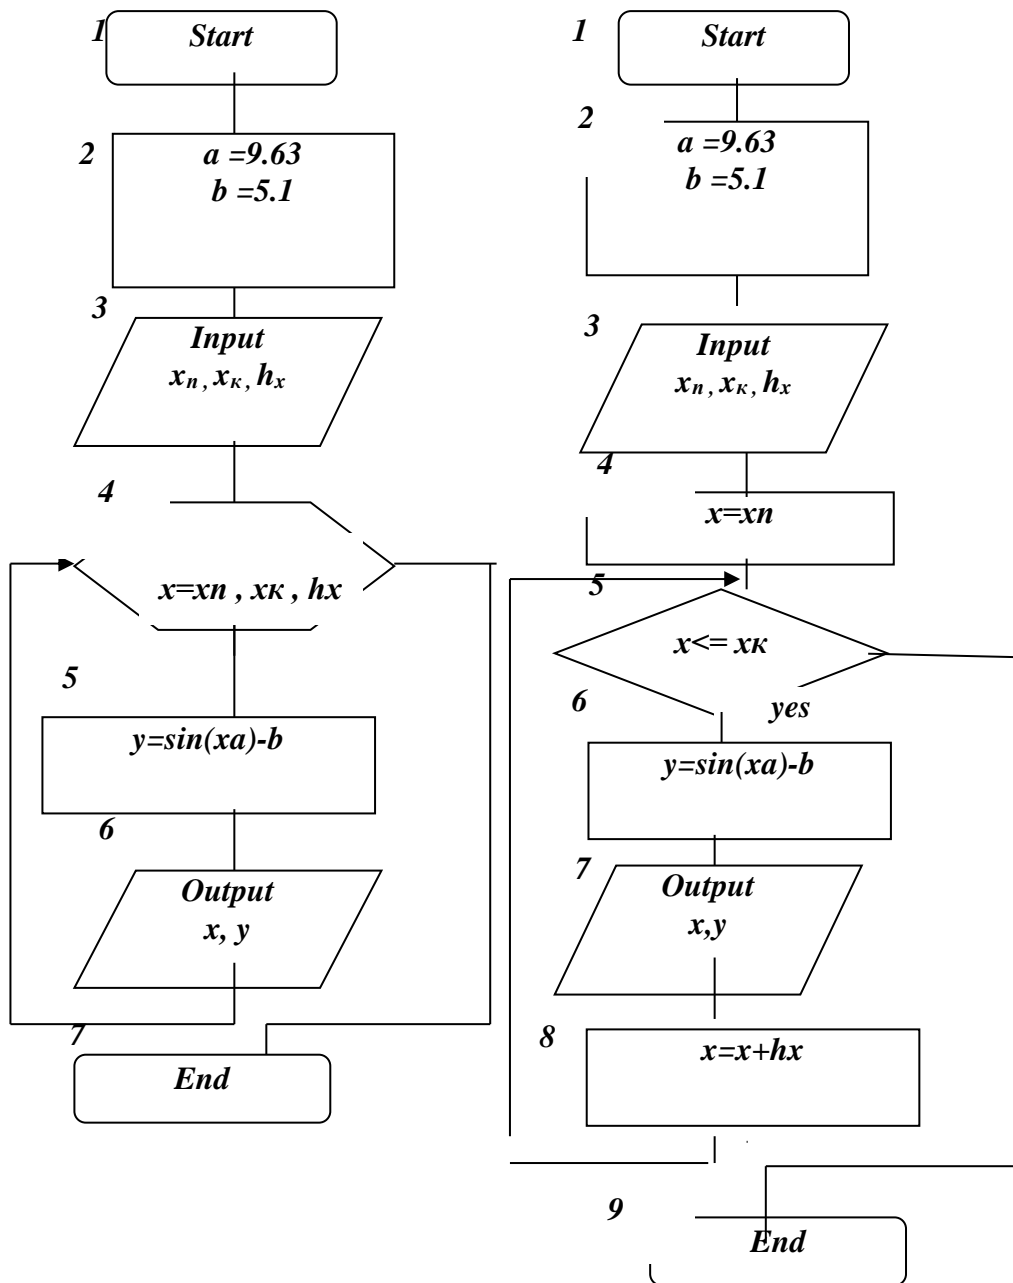 1
Start
2
a =9.63
b =5.1
3
Input
xп , xк , hx
4
x=xn , xк , hx
5
y=sin(xa)-b
6
Output
x, y
7
End
1
Start
2
a =9.63
b =5.1
3
Input
xп , xк , hx
4
x=xn
5
x<= xк
6
yes
y=sin(xa)-b
7
Output
x,y
8
x=x+hx
9
End